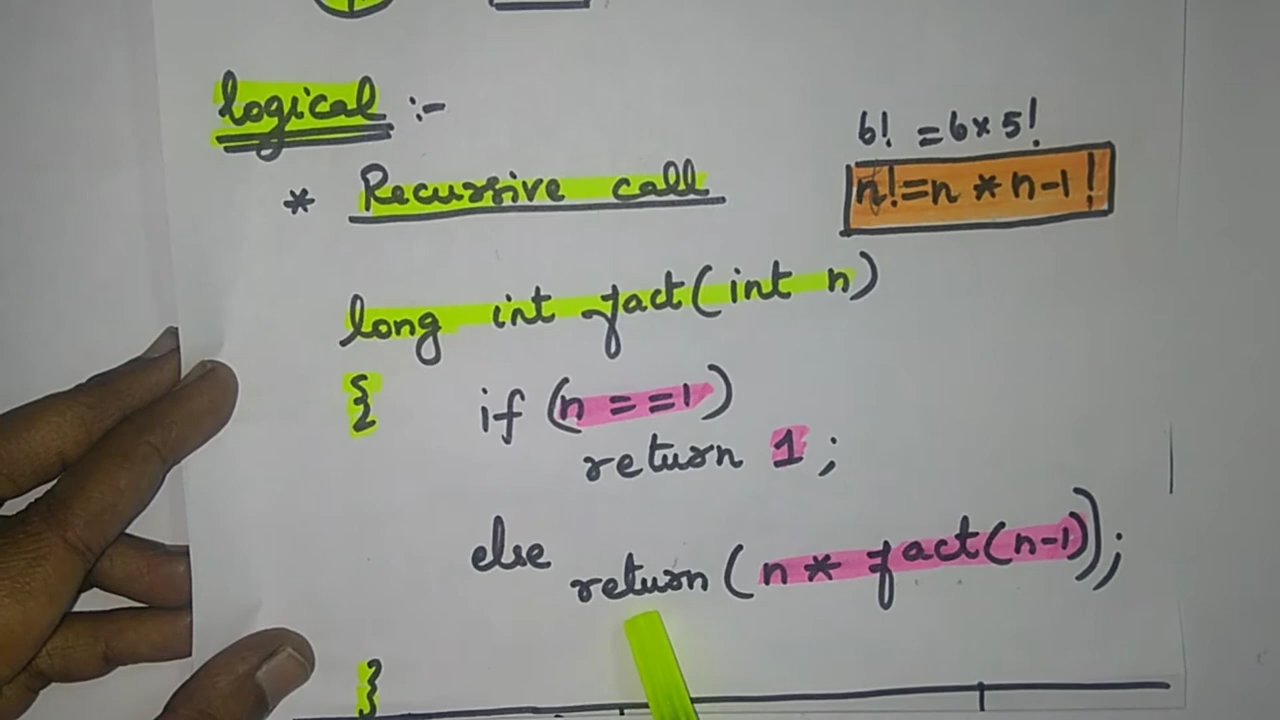 logical :-
6! = 6 × 5!
* Recursive call
n! = n * n-1!
long int fact(int n)
{ if (n == 1)
return 1;
else return (n * fact(n-1));
}